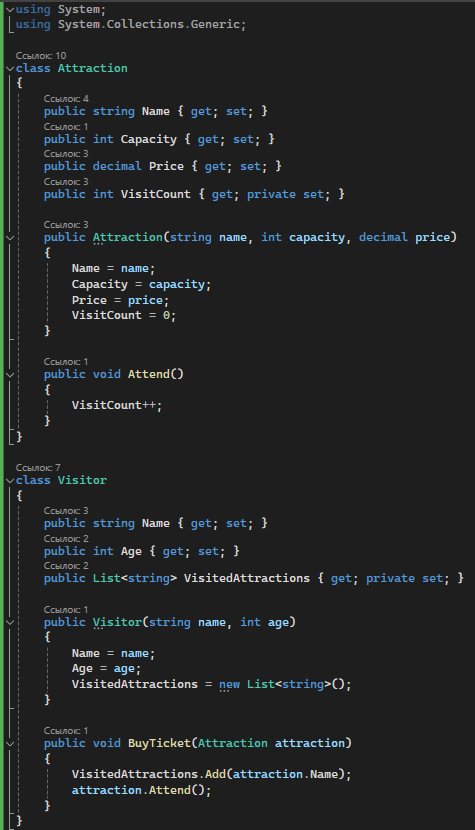 using System;
using System.Collections.Generic;
Ссылок: 10
class Attraction
{
Ссылок: 4
public string Name { get; set; }
Ссылок: 1
public int Capacity { get; set; }
Ссылок: 3
public decimal Price { get; set; }
Ссылок: 3
public int VisitCount { get; private set; }
Ссылок: 3
public Attraction(string name, int capacity, decimal price)
{
Name = name;
Capacity = capacity;
Price = price;
VisitCount = 0;
}
Ссылок: 1
public void Attend()
{
VisitCount++;
}
}
Ссылок: 7
class Visitor
{
Ссылок: 3
public string Name { get; set; }
Ссылок: 2
public int Age { get; set; }
Ссылок: 2
public List<string> VisitedAttractions { get; private set; }
Ссылок: 1
public Visitor(string name, int age)
{
Name = name;
Age = age;
VisitedAttractions = new List<string>();
}
Ссылок: 1
public void BuyTicket(Attraction attraction)
{
VisitedAttractions.Add(attraction.Name);
attraction.Attend();
}
}